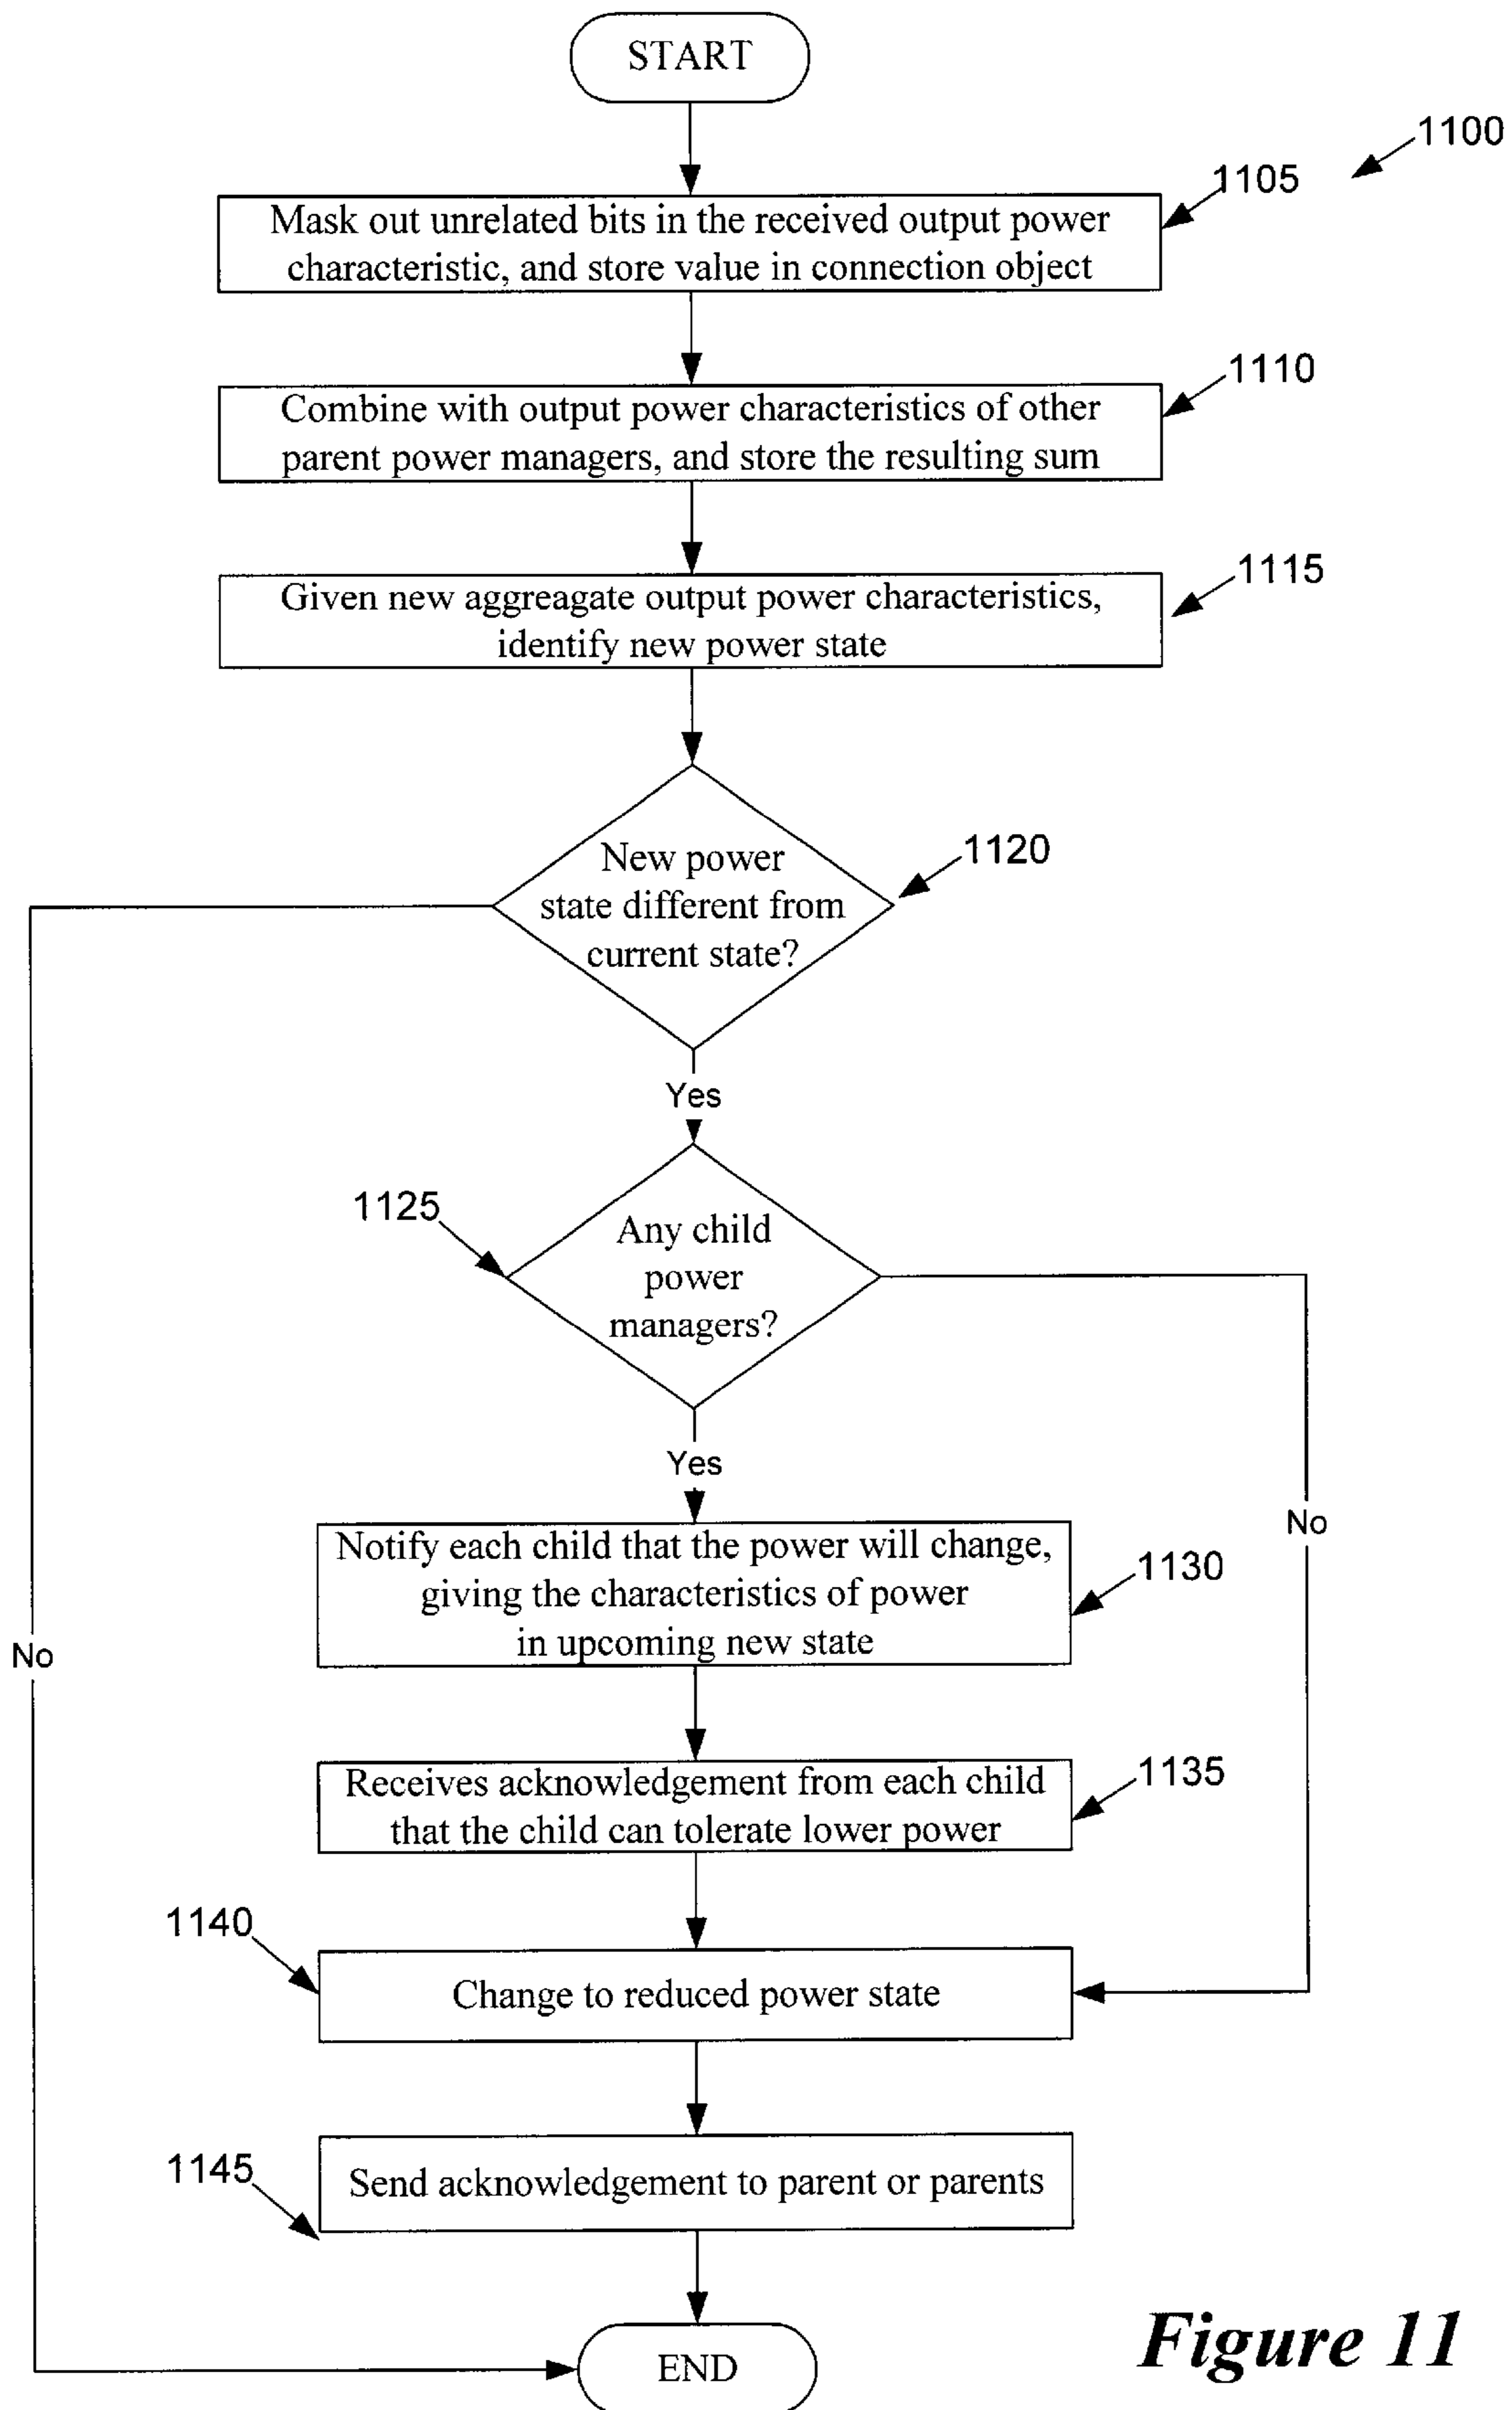 START
1100
1105
Mask out unrelated bits in the received output power
characteristic, and store value in connection object
1110
Combine with output power characteristics of other
parent power managers, and store the resulting sum
1115
Given new aggreagate output power characteristics,
identify new power state
1120
New power
state different from
current state?
Yes
1125
Any child
power
managers?
Yes
No
Notify each child that the power will change,
giving the characteristics of power
in upcoming new state
1130
No
Receives acknowledgement from each child
that the child can tolerate lower power
1135
1140
Change to reduced power state
1145
Send acknowledgement to parent or parents
END
Figure 11